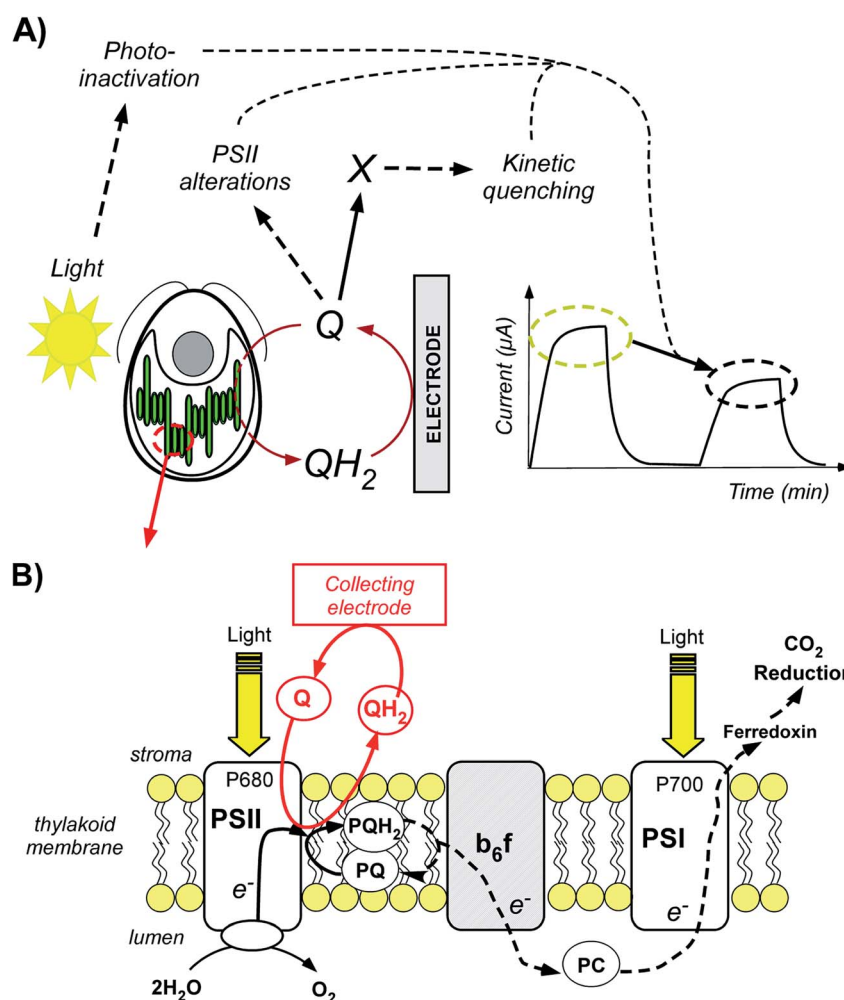 A)
Photo-
inactivation
PSII
alterations
X
Kinetic
quenching
Light
Q
QH₂
ELECTRODE
Current (µA)
Time (min)
B)
Collecting
electrode
Light
Q
QH₂
Light
CO₂
Reduction
Ferredoxin
stroma
P680
PSII
thylakoid
membrane
PQH₂
PQ
b₆f
P700
PSI
e⁻
e⁻
e⁻
lumen
PC
2H₂O
O₂